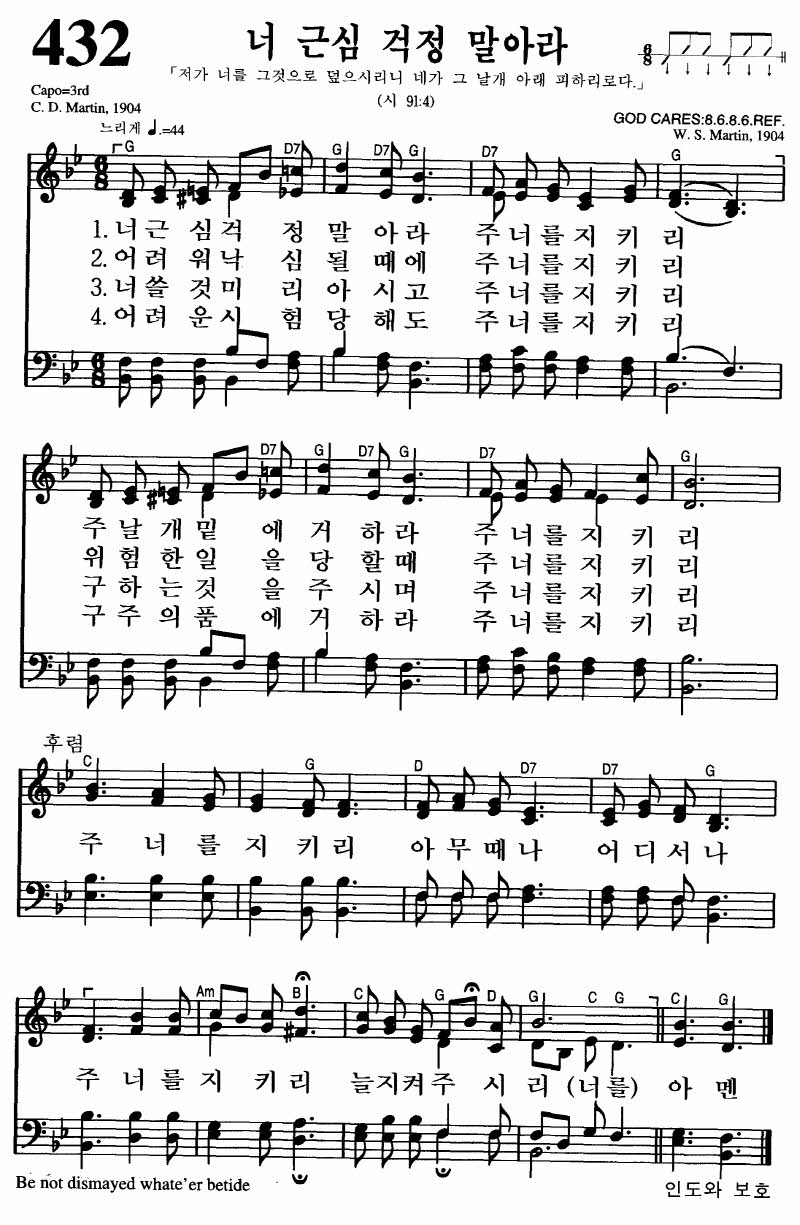 432
너 근심 걱정 말아라
6/8
「저가 너를 그것으로 덮으시리니 네가 그 날개 아래 피하리로다.」
(시 91:4)
Capo=3rd
C. D. Martin, 1904
GOD CARES:8.6.8.6.REF.
W. S. Martin, 1904
느리게 ♩.=44
G D7 G D7 G D7 G
1. 너근 심걱 정말 아라 주너를지키리
2. 어려 워낙 심될 때에 주너를지키리
3. 너쓸 것미 리아 시고 주너를지키리
4. 어려 운시 험당 해도 주너를지키리
D7 G D7 G D7 G
주날 개밑 에거 하라 주너를지키리
위험 한일 을당 할때 주너를지키리
구하 는것 을주 시며 주너를지키리
구주 의품 에거 하라 주너를지키리
후렴
C G D D7 D7 G
주 너를지 키리 아무때나 어디서나
Am B C G D G C G
주 너를지 키리 늘지켜주 시 리 (너를) 아 멘
Be not dismayed whate'er betide
인도와 보호